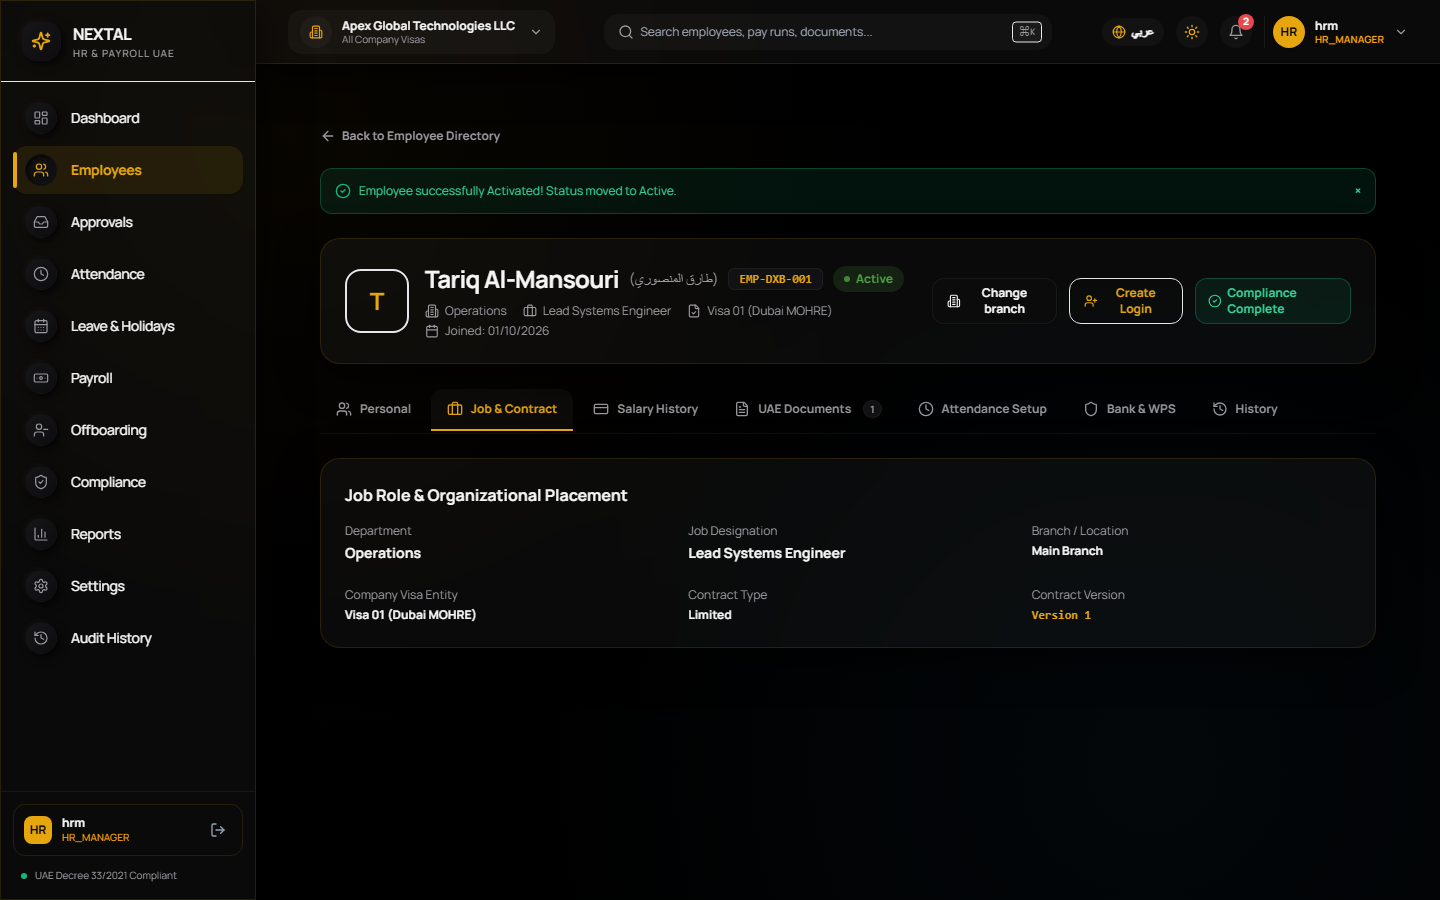 NEXTAL
HR & PAYROLL UAE
Dashboard
Employees
Approvals
Attendance
Leave & Holidays
Payroll
Offboarding
Compliance
Reports
Settings
Audit History
HR
hrm
HR_MANAGER
UAE Decree 33/2021 Compliant
Apex Global Technologies LLC
All Company Visas
Search employees, pay runs, documents...
⌘K
عربي
2
HR
hrm
HR_MANAGER
Back to Employee Directory
Employee successfully Activated! Status moved to Active.
×
T
Tariq Al-Mansouri (طارق المنصوري) EMP-DXB-001 Active
Operations Lead Systems Engineer Visa 01 (Dubai MOHRE)
Joined: 01/10/2026
Change branch
Create Login
Compliance Complete
Personal Job & Contract Salary History UAE Documents 1 Attendance Setup Bank & WPS History
Job Role & Organizational Placement
Department
Operations
Job Designation
Lead Systems Engineer
Branch / Location
Main Branch
Company Visa Entity
Visa 01 (Dubai MOHRE)
Contract Type
Limited
Contract Version
Version 1